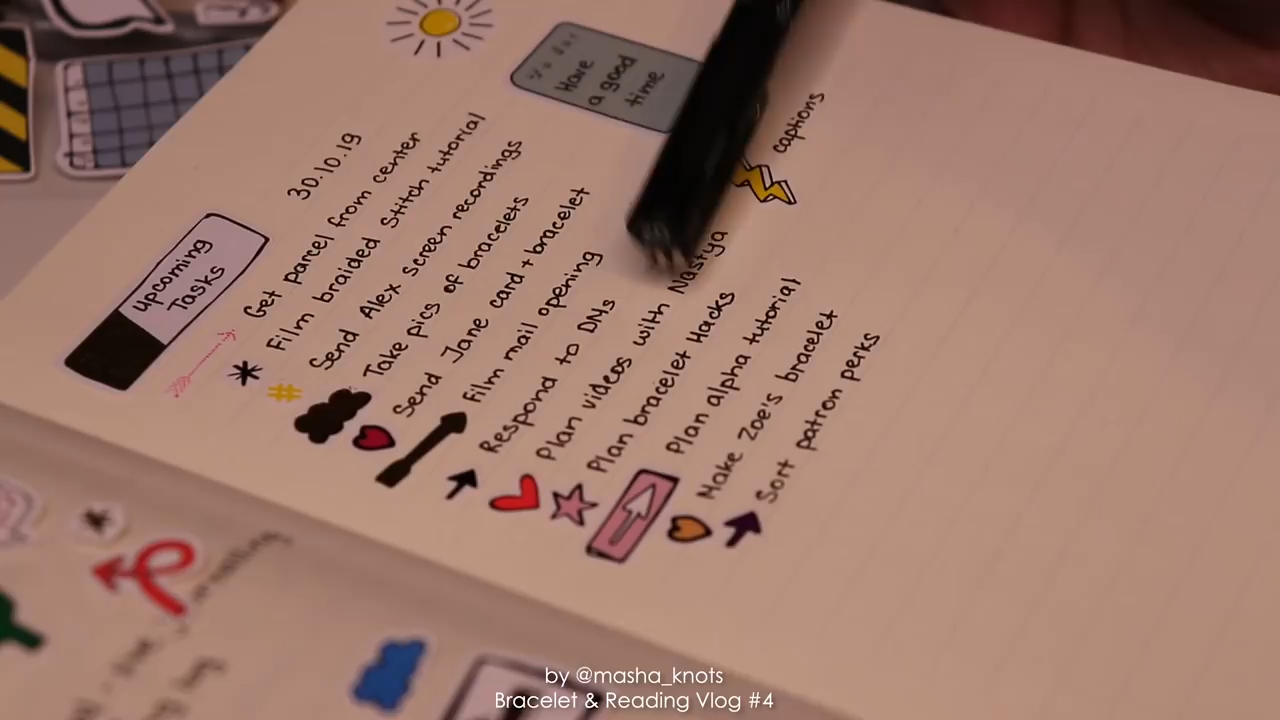 Have
a good
time
30.10.19
Upcoming
Tasks
Get parcel from center
Film braided Stitch tutorial
Send Alex screen recordings
Take pics of bracelets
Send Jane card + bracelet
Film mail opening
Respond to DMs
Plan videos with Nastya
Plan bracelet Hacks
Plan alpha tutorial
Make Zoe's bracelet
Sort patron perks
captions
by @masha_knots
Bracelet & Reading Vlog #4